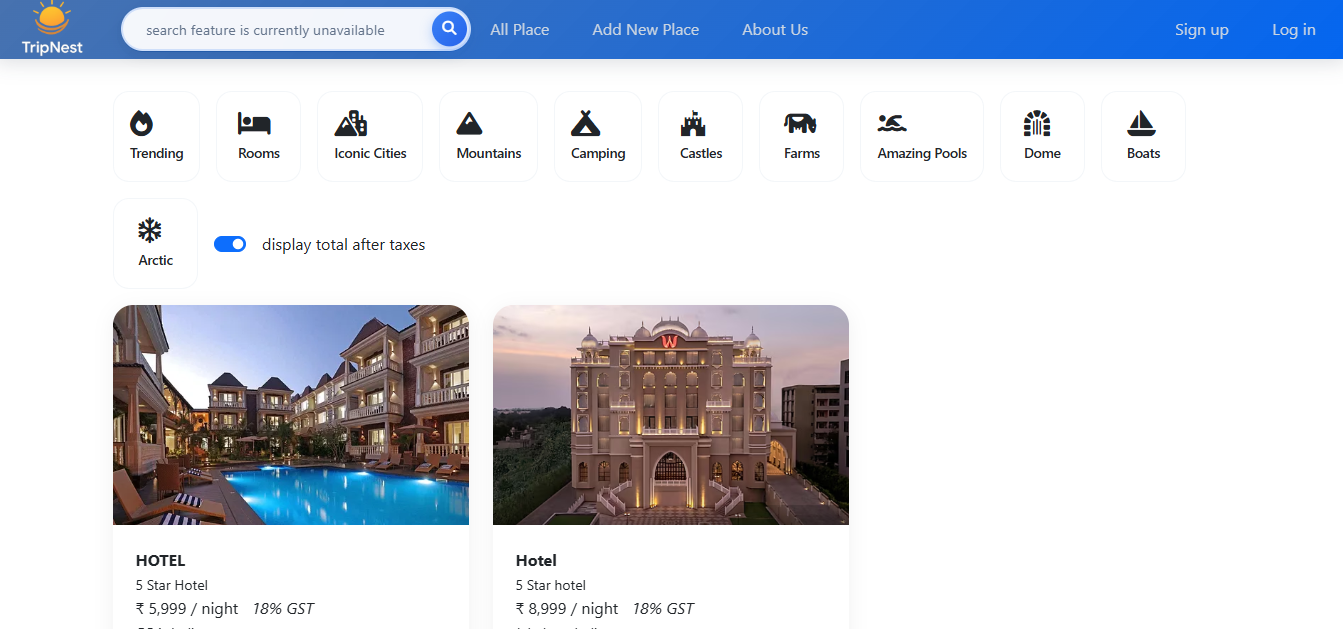 TripNest
search feature is currently unavailable
All Place
Add New Place
About Us
Sign up
Log in
Trending
Rooms
Iconic Cities
Mountains
Camping
Castles
Farms
Amazing Pools
Dome
Boats
Arctic
display total after taxes
W
HOTEL
5 Star Hotel
₹ 5,999 / night 18% GST
Hotel
5 Star hotel
₹ 8,999 / night 18% GST